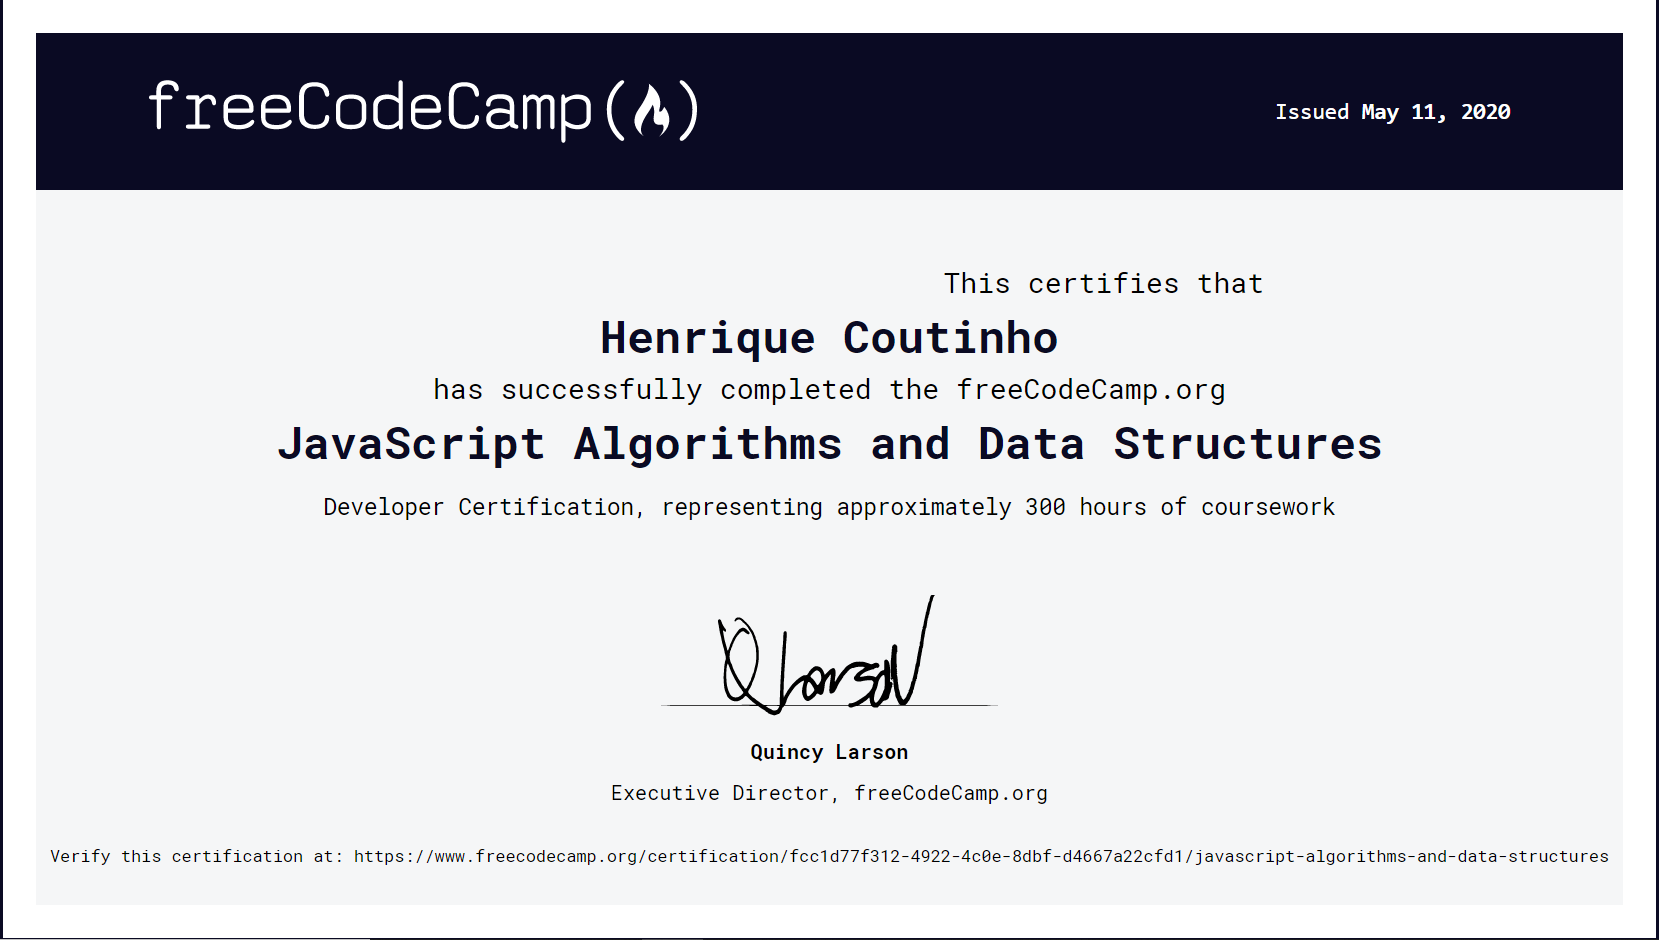 freeCodeCamp(🔥)
Issued May 11, 2020
This certifies that
Henrique Coutinho
has successfully completed the freeCodeCamp.org
JavaScript Algorithms and Data Structures
Developer Certification, representing approximately 300 hours of coursework
Q Larson
Quincy Larson
Executive Director, freeCodeCamp.org
Verify this certification at: https://www.freecodecamp.org/certification/fcc1d77f312-4922-4c0e-8dbf-d4667a22cfd1/javascript-algorithms-and-data-structures